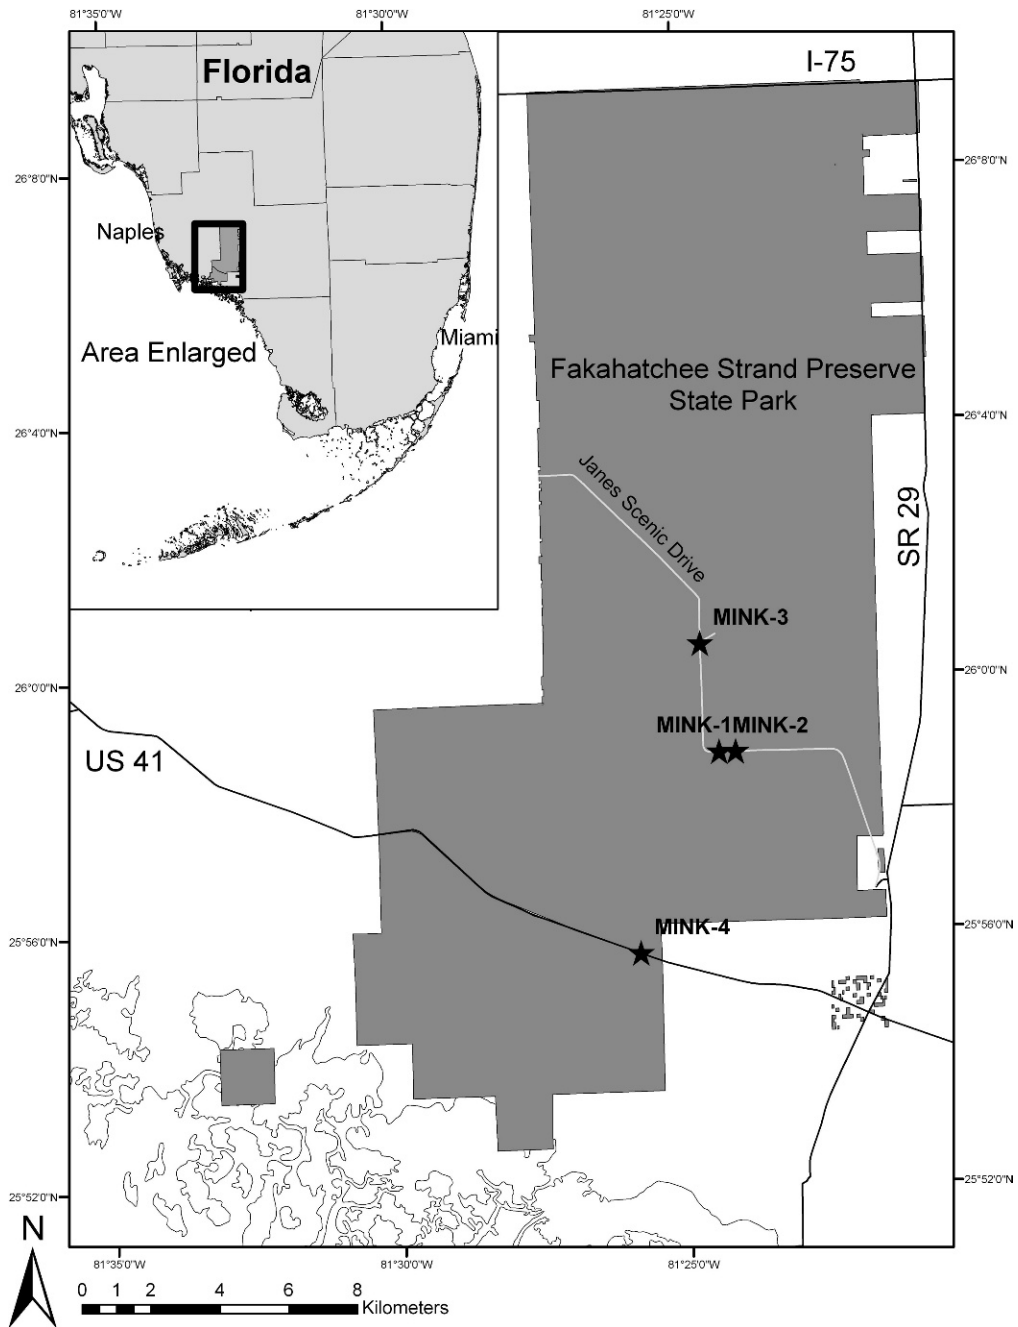 81°35'0"W
81°30'0"W
81°25'0"W
I-75
Florida
26°8'0"N
26°8'0"N
Naples
Miami
Area Enlarged
Fakahatchee Strand Preserve
State Park
26°4'0"N
26°4'0"N
Janes Scenic Drive
SR 29
MINK-3
26°0'0"N
26°0'0"N
MINK-1
MINK-2
US 41
MINK-4
25°56'0"N
25°56'0"N
25°52'0"N
25°52'0"N
N
81°35'0"W
81°30'0"W
81°25'0"W
0 1 2 4 6 8
Kilometers